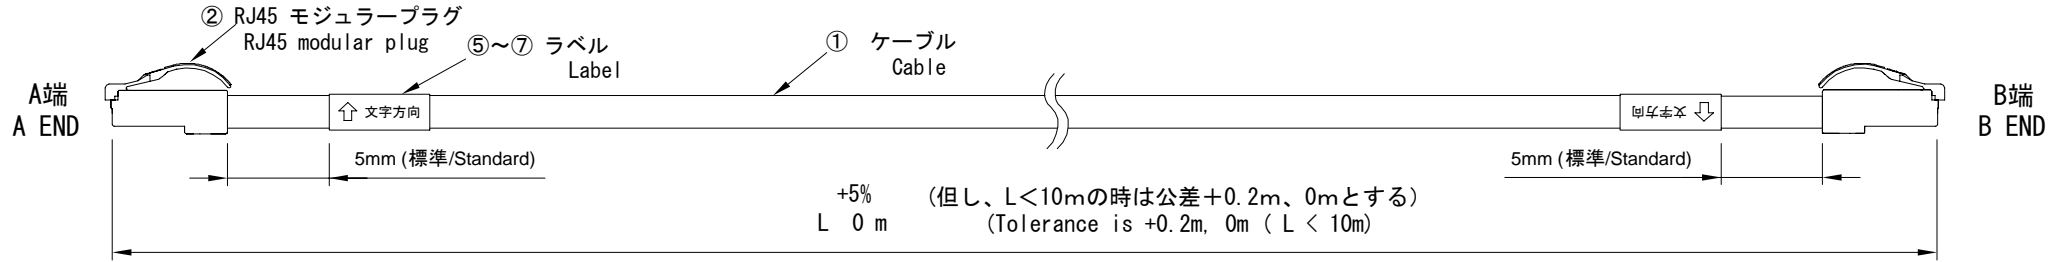 ② RJ45 モジュラープラグ
RJ45 modular plug
⑤～⑦ ラベル
Label
① ケーブル
Cable
A端
A END
⇧ 文字方向
文字方向 ⇩
B端
B END
5mm (標準/Standard)
5mm (標準/Standard)
+5% (但し、L＜10mの時は公差＋0.2m、0mとする)
L 0 m (Tolerance is +0.2m, 0m ( L < 10m)